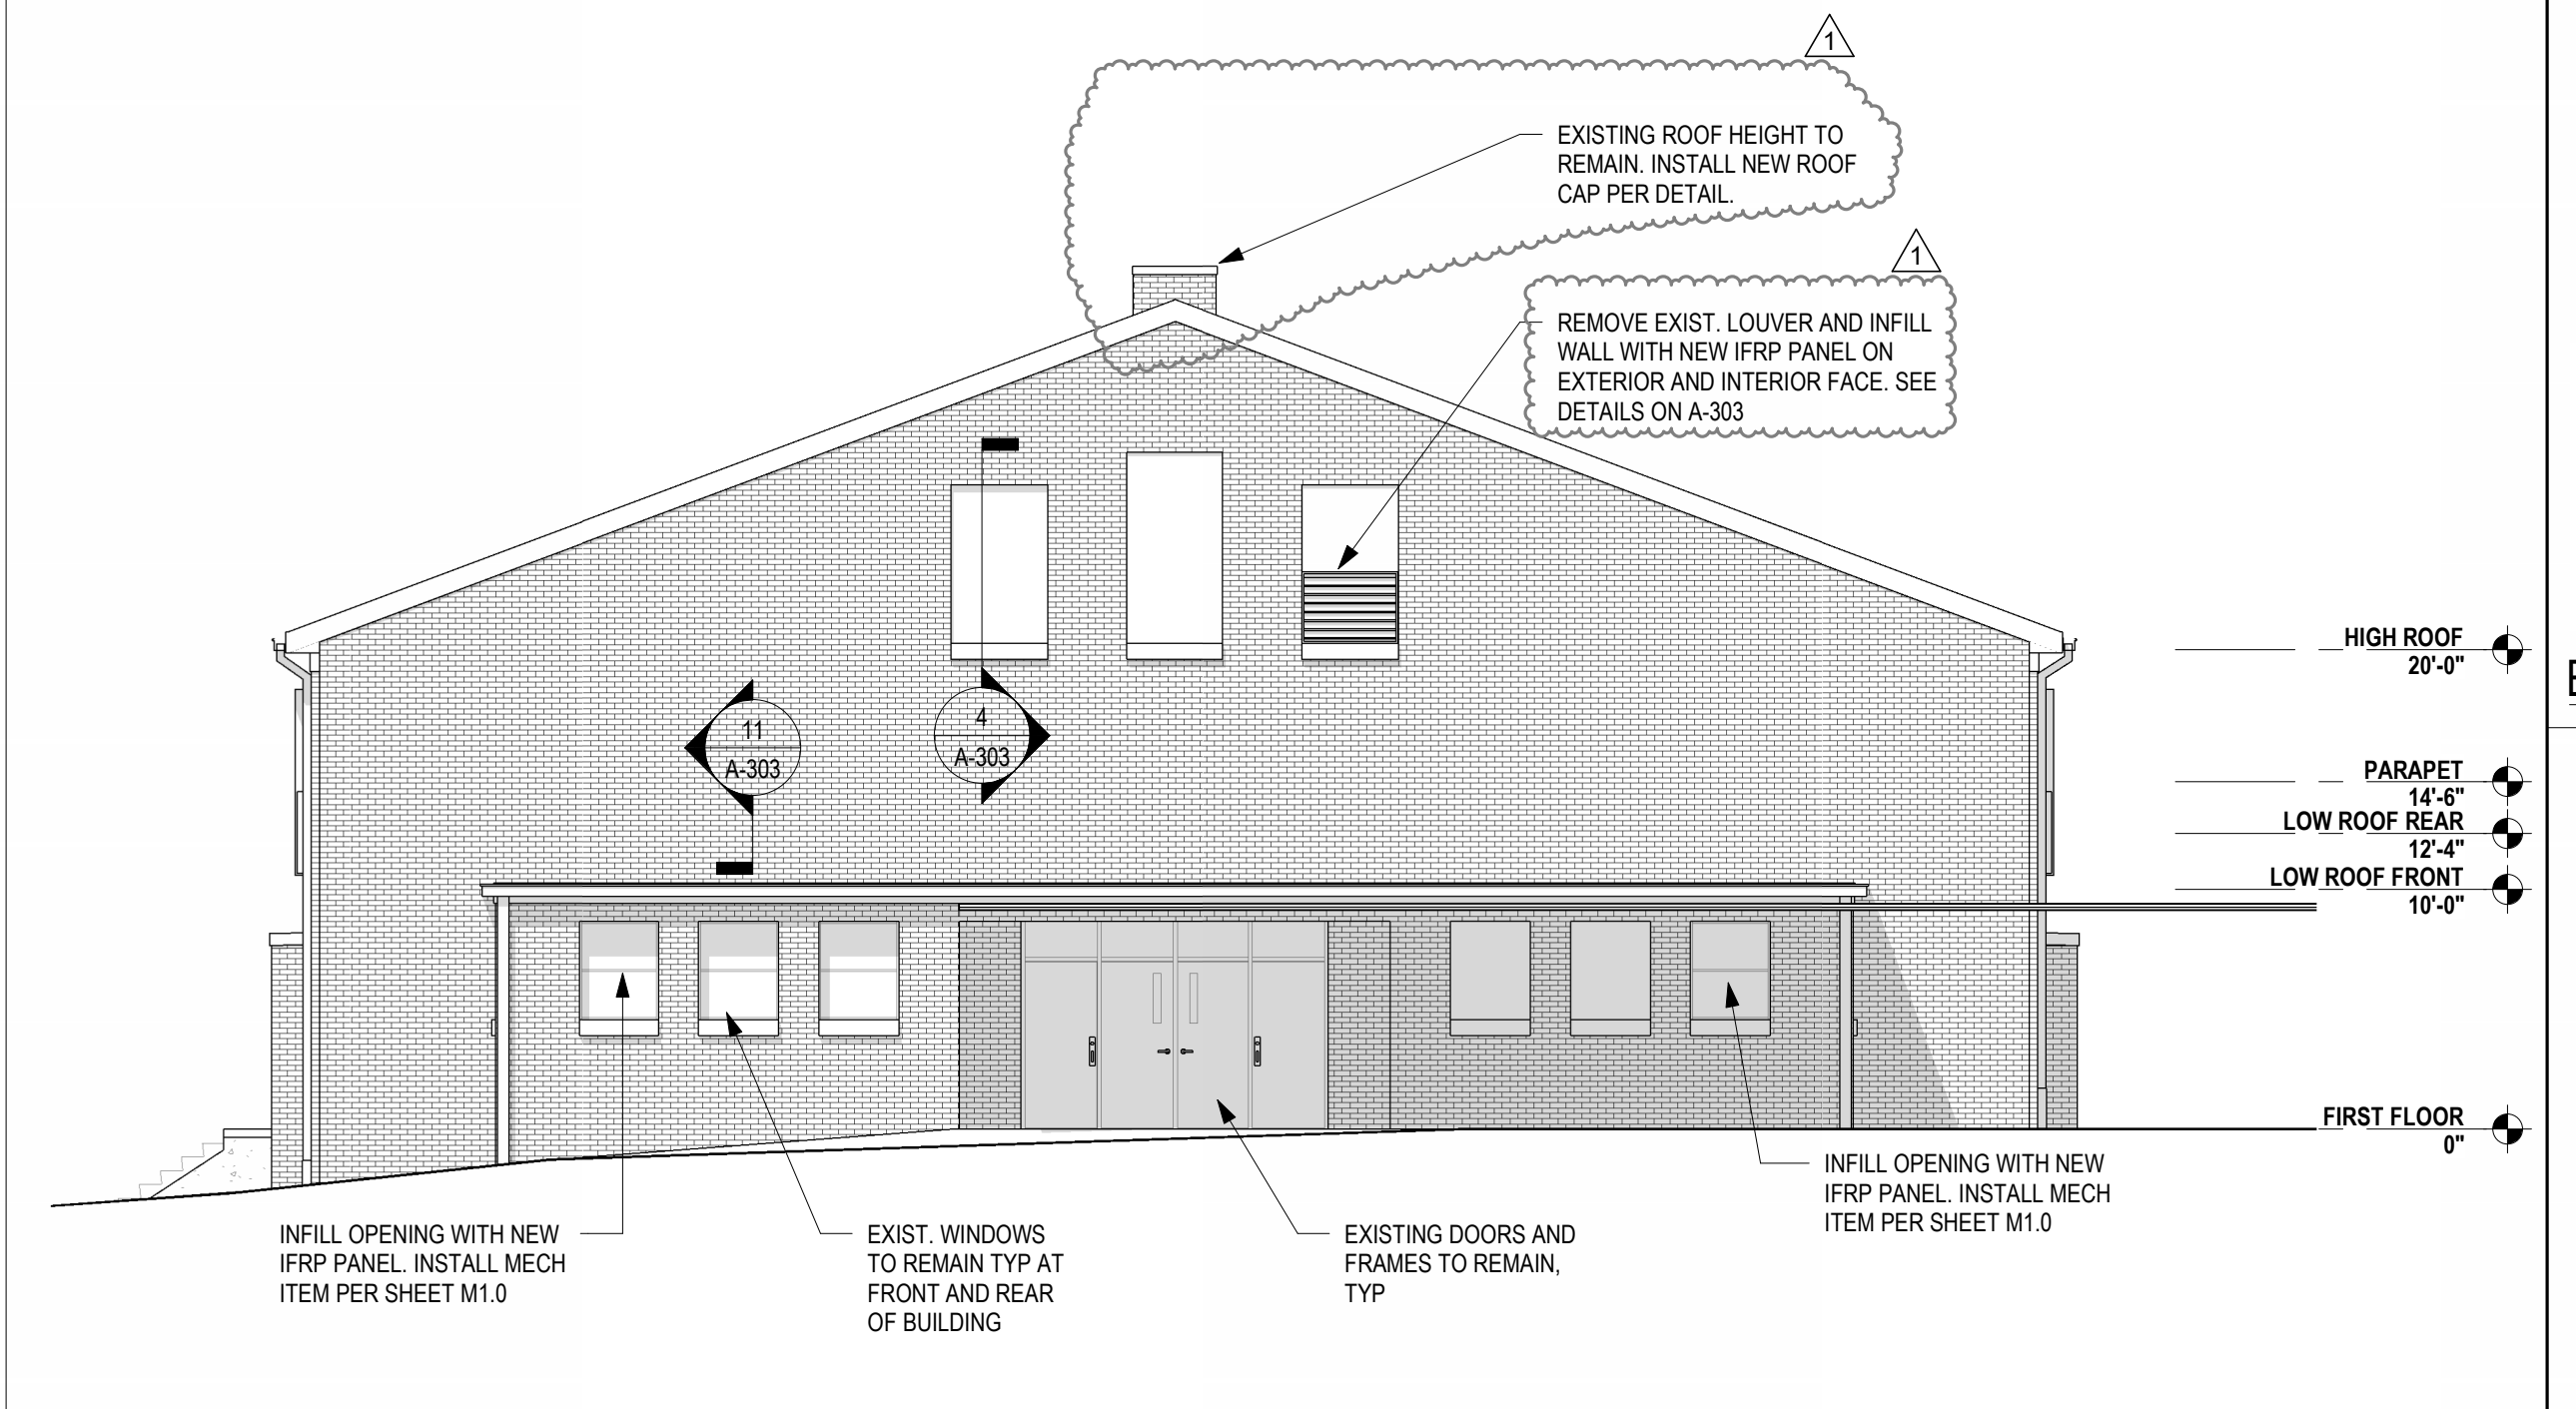 1
EXISTING ROOF HEIGHT TO
REMAIN. INSTALL NEW ROOF
CAP PER DETAIL.
1
REMOVE EXIST. LOUVER AND INFILL
WALL WITH NEW IFRP PANEL ON
EXTERIOR AND INTERIOR FACE. SEE
DETAILS ON A-303
HIGH ROOF
20'-0"
11
A-303
4
A-303
PARAPET
14'-6"
LOW ROOF REAR
12'-4"
LOW ROOF FRONT
10'-0"
FIRST FLOOR
0"
INFILL OPENING WITH NEW
IFRP PANEL. INSTALL MECH
ITEM PER SHEET M1.0
EXIST. WINDOWS
TO REMAIN TYP AT
FRONT AND REAR
OF BUILDING
EXISTING DOORS AND
FRAMES TO REMAIN,
TYP
INFILL OPENING WITH NEW
IFRP PANEL. INSTALL MECH
ITEM PER SHEET M1.0